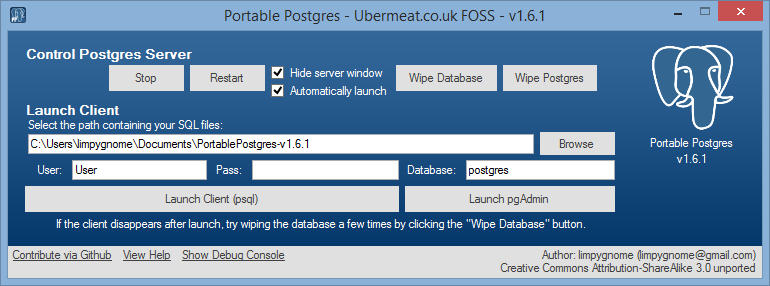 Portable Postgres - Ubermeat.co.uk FOSS - v1.6.1
Control Postgres Server
Stop Restart Hide server window Wipe Database Wipe Postgres
Automatically launch
Launch Client
Select the path containing your SQL files:
C:\Users\limpygnome\Documents\PortablePostgres-v1.6.1 Browse
Portable Postgres
v1.6.1
User: User Pass: Database: postgres
Launch Client (psql) Launch pgAdmin
If the client disappears after launch, try wiping the database a few times by clicking the "Wipe Database" button.
Contribute via Github View Help Show Debug Console Author: limpygnome (limpygnome@gmail.com)
Creative Commons Attribution-ShareAlike 3.0 unported